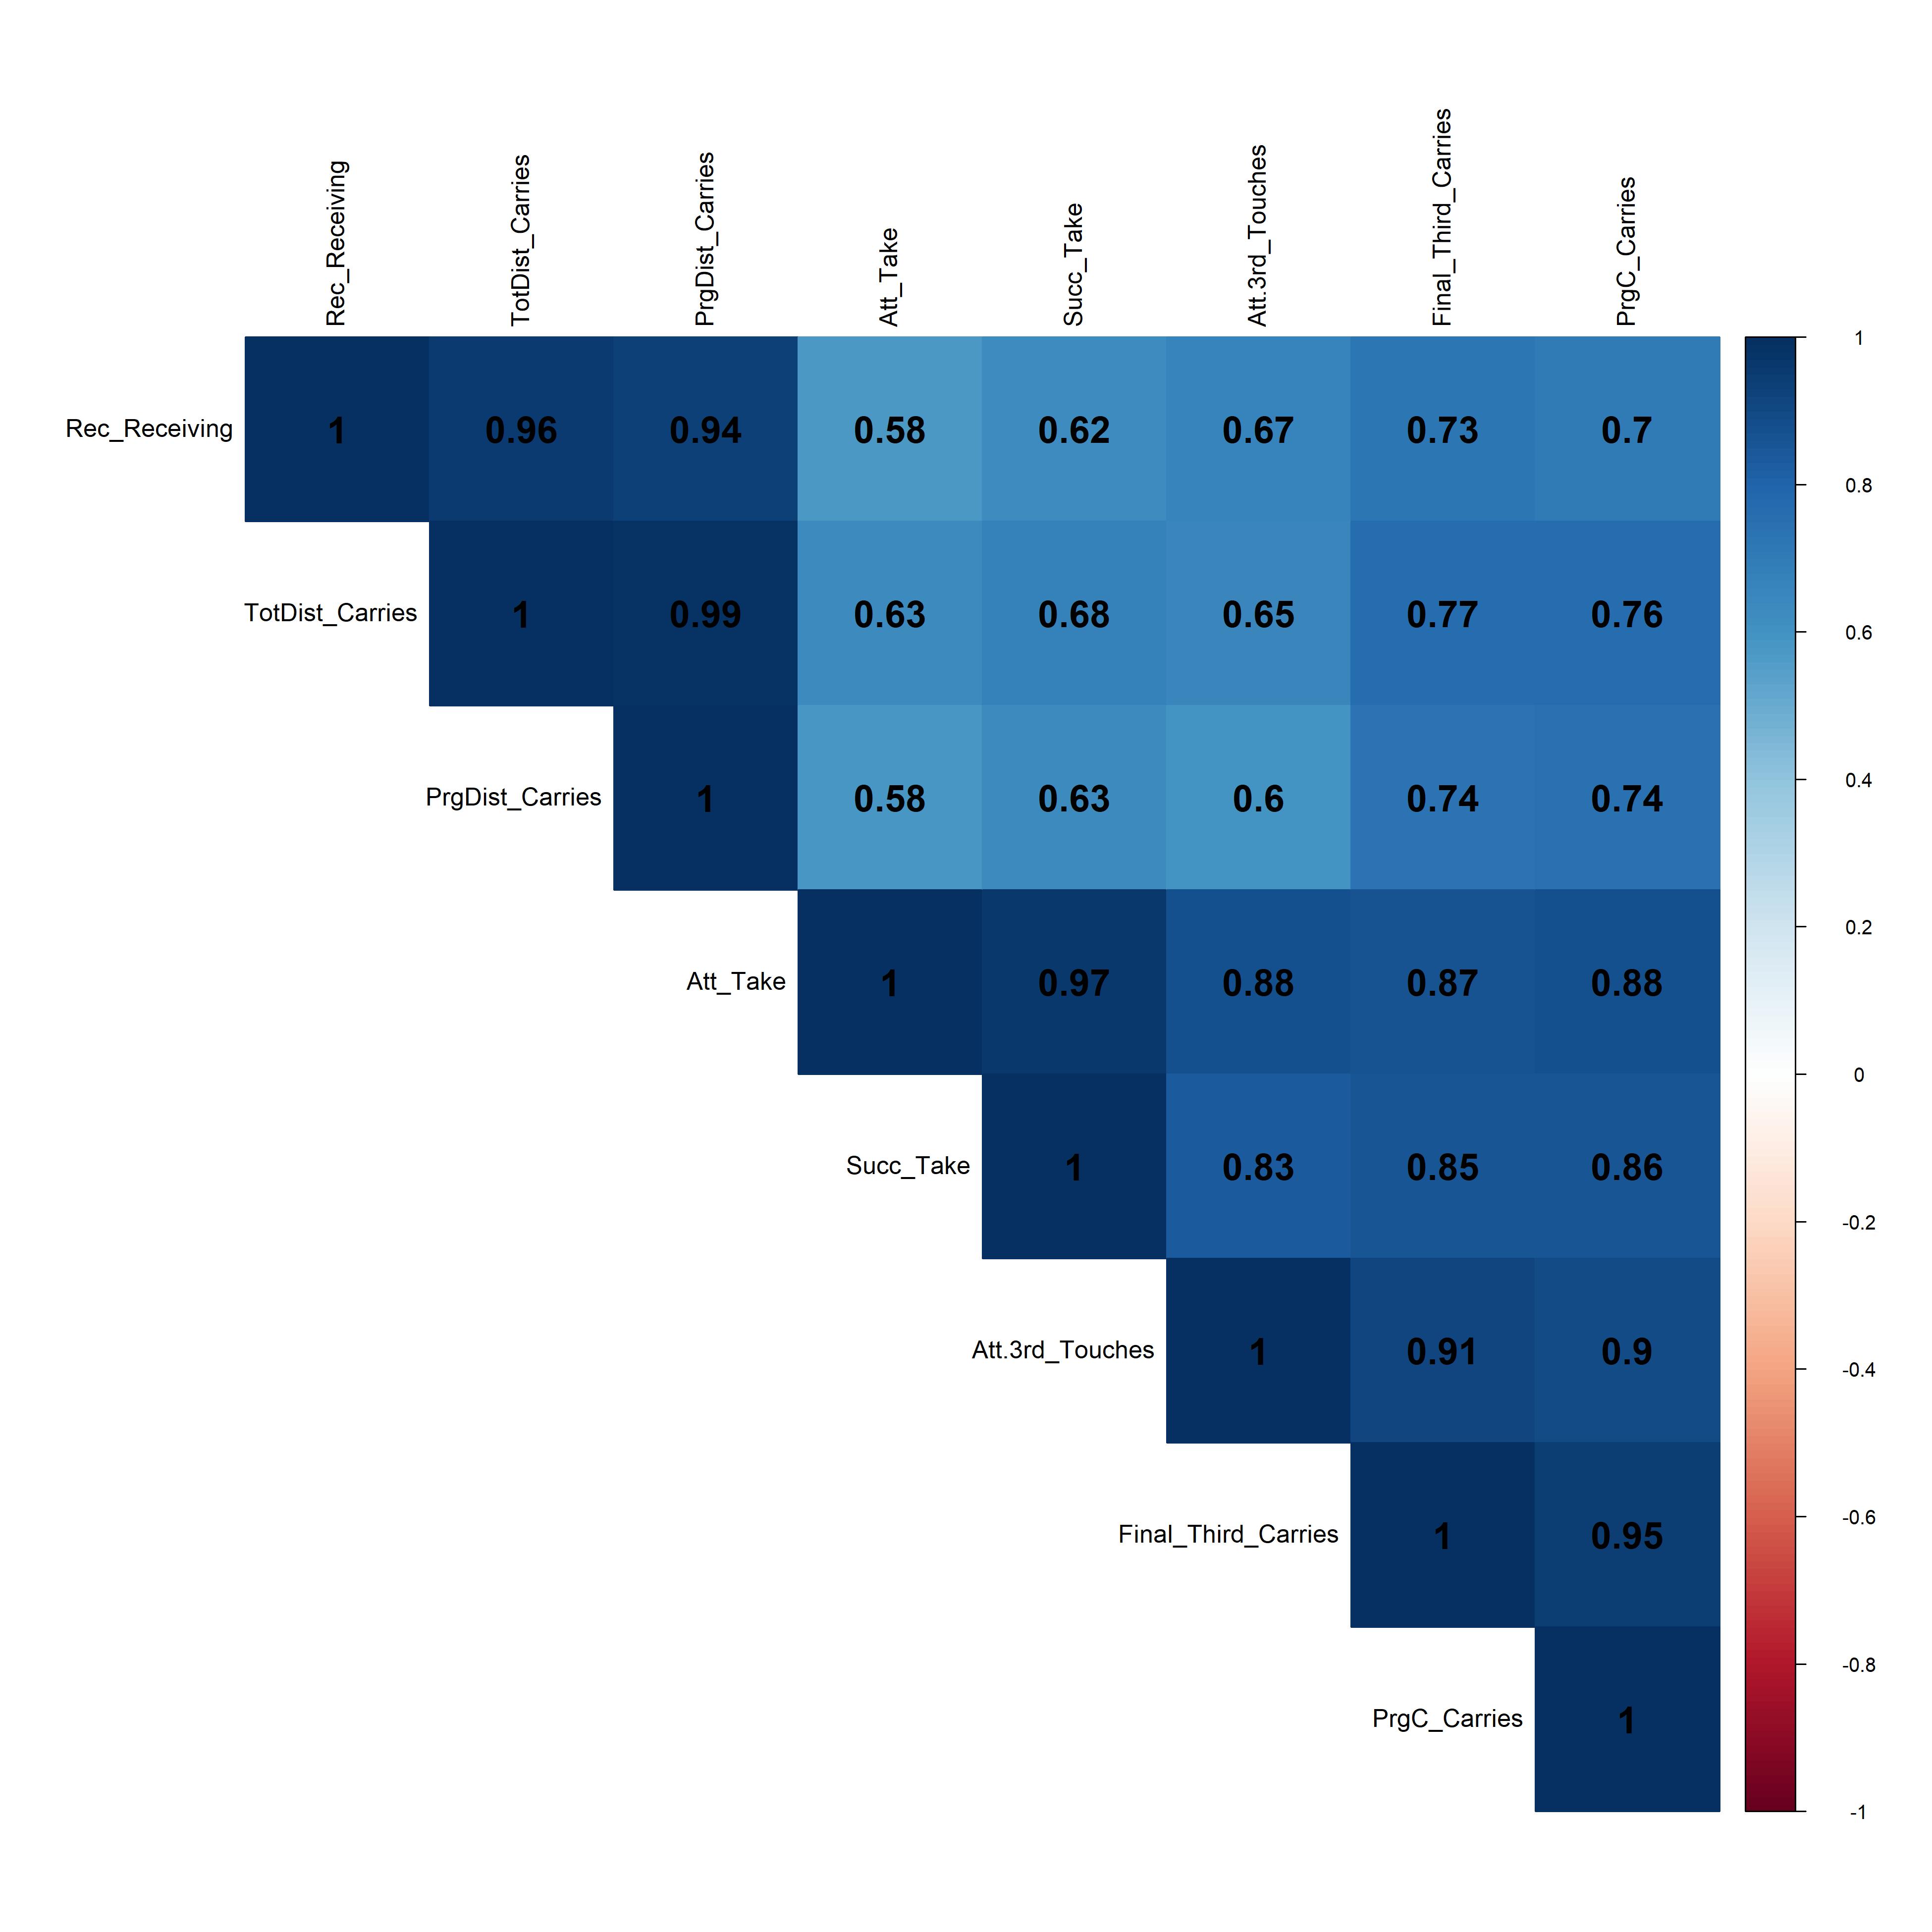 Rec_Receiving
TotDist_Carries
PrgDist_Carries
Att_Take
Succ_Take
Att.3rd_Touches
Final_Third_Carries
PrgC_Carries
Rec_Receiving 1 0.96 0.94 0.58 0.62 0.67 0.73 0.7
TotDist_Carries 1 0.99 0.63 0.68 0.65 0.77 0.76
PrgDist_Carries 1 0.58 0.63 0.6 0.74 0.74
Att_Take 1 0.97 0.88 0.87 0.88
Succ_Take 1 0.83 0.85 0.86
Att.3rd_Touches 1 0.91 0.9
Final_Third_Carries 1 0.95
PrgC_Carries 1
1
0.8
0.6
0.4
0.2
0
-0.2
-0.4
-0.6
-0.8
-1